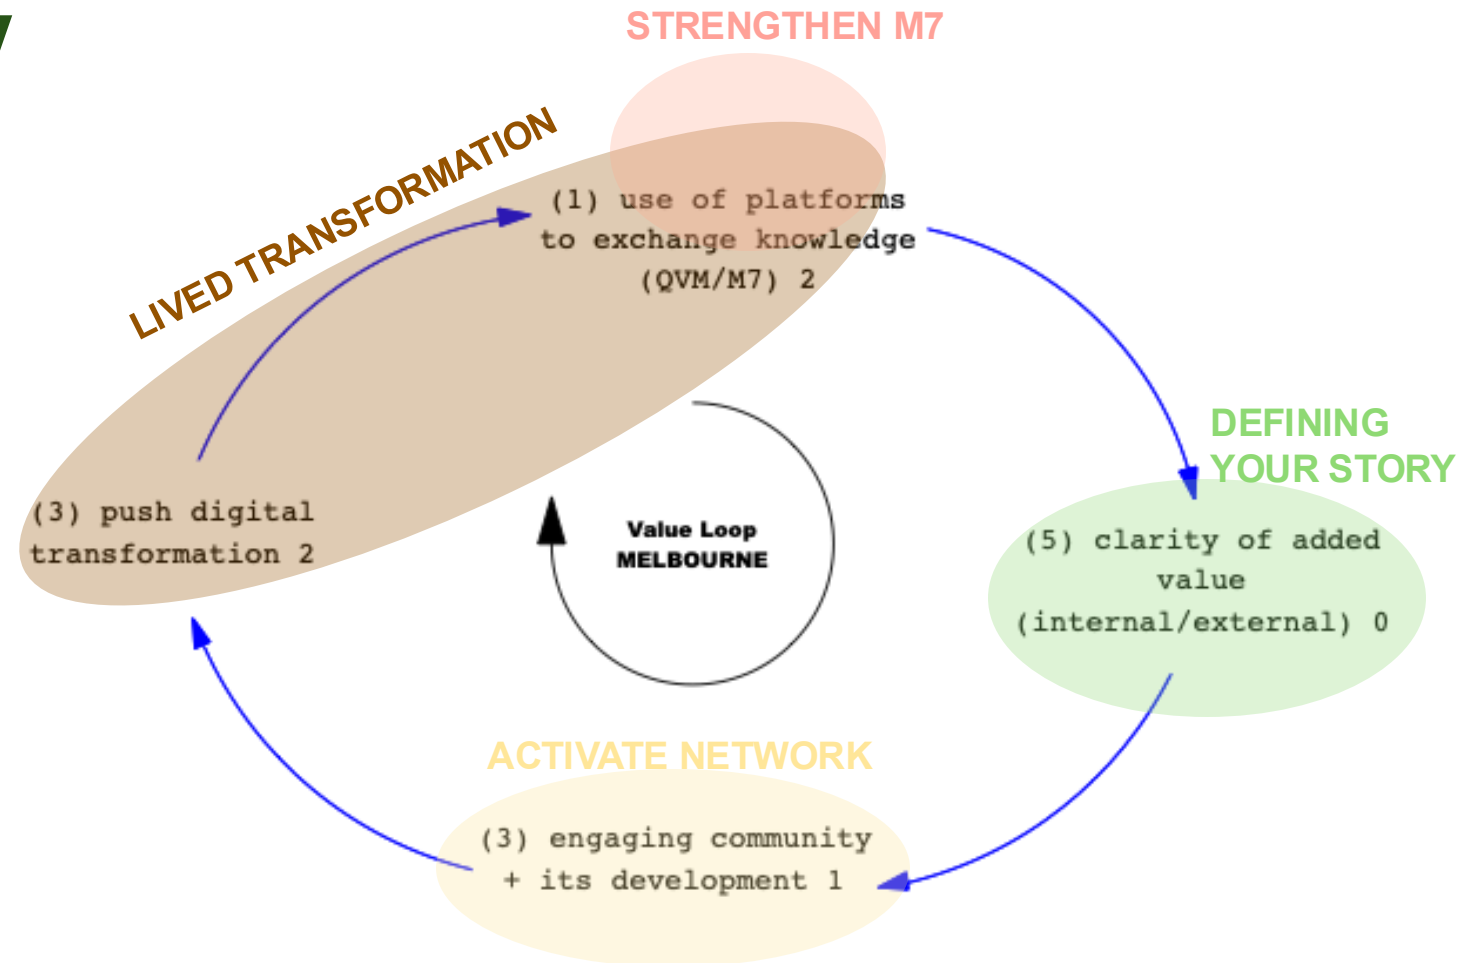 STRENGTHEN M7
LIVED TRANSFORMATION
(1) use of platforms
to exchange knowledge
(QVM/M7) 2
DEFINING
YOUR STORY
(5) clarity of added
value
(internal/external) 0
(3) push digital
transformation 2
Value Loop
MELBOURNE
ACTIVATE NETWORK
(3) engaging community
+ its development 1